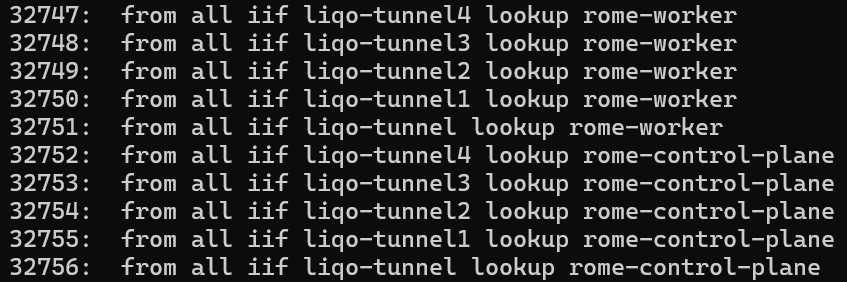 32747:  from all iif liqo-tunnel4 lookup rome-worker
32748:  from all iif liqo-tunnel3 lookup rome-worker
32749:  from all iif liqo-tunnel2 lookup rome-worker
32750:  from all iif liqo-tunnel1 lookup rome-worker
32751:  from all iif liqo-tunnel lookup rome-worker
32752:  from all iif liqo-tunnel4 lookup rome-control-plane
32753:  from all iif liqo-tunnel3 lookup rome-control-plane
32754:  from all iif liqo-tunnel2 lookup rome-control-plane
32755:  from all iif liqo-tunnel1 lookup rome-control-plane
32756:  from all iif liqo-tunnel lookup rome-control-plane